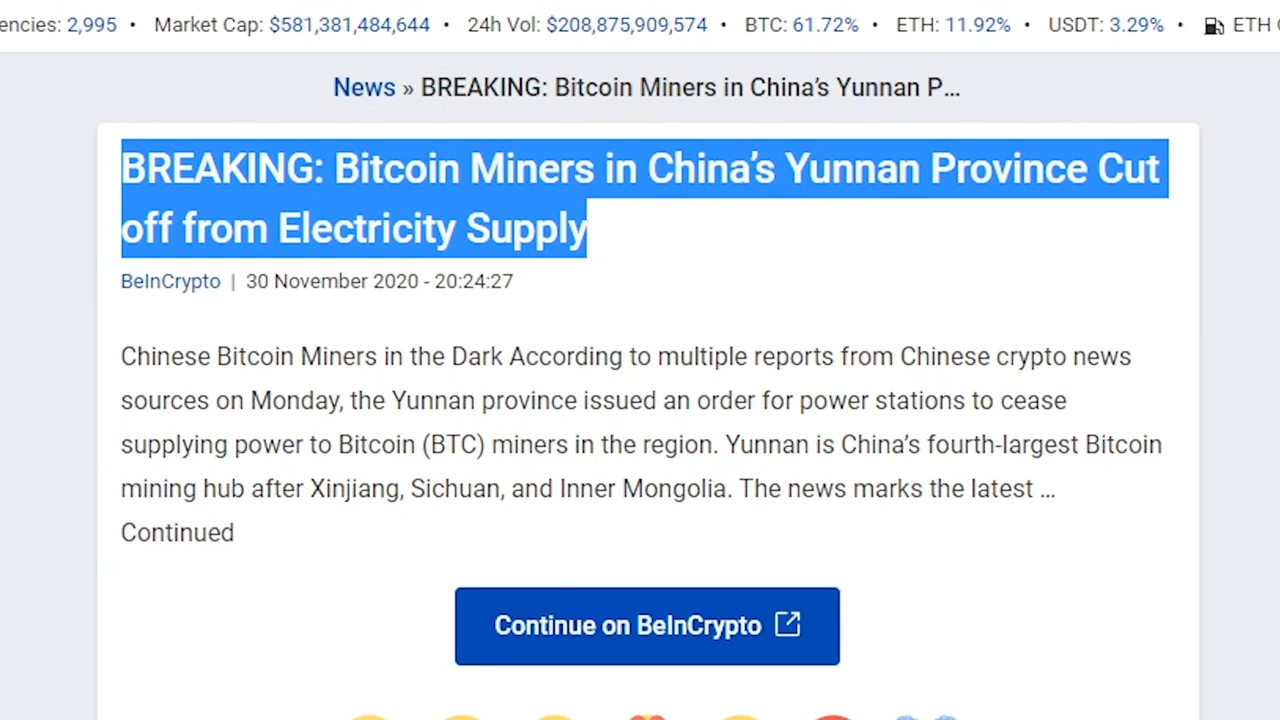 encies: 2,995 • Market Cap: $581,381,484,644 • 24h Vol: $208,875,909,574 • BTC: 61.72% • ETH: 11.92% • USDT: 3.29% • ETH
News » BREAKING: Bitcoin Miners in China’s Yunnan P...
BREAKING: Bitcoin Miners in China’s Yunnan Province Cut
off from Electricity Supply
BeInCrypto | 30 November 2020 - 20:24:27
Chinese Bitcoin Miners in the Dark According to multiple reports from Chinese crypto news
sources on Monday, the Yunnan province issued an order for power stations to cease
supplying power to Bitcoin (BTC) miners in the region. Yunnan is China’s fourth-largest Bitcoin
mining hub after Xinjiang, Sichuan, and Inner Mongolia. The news marks the latest ...
Continued
Continue on BeInCrypto